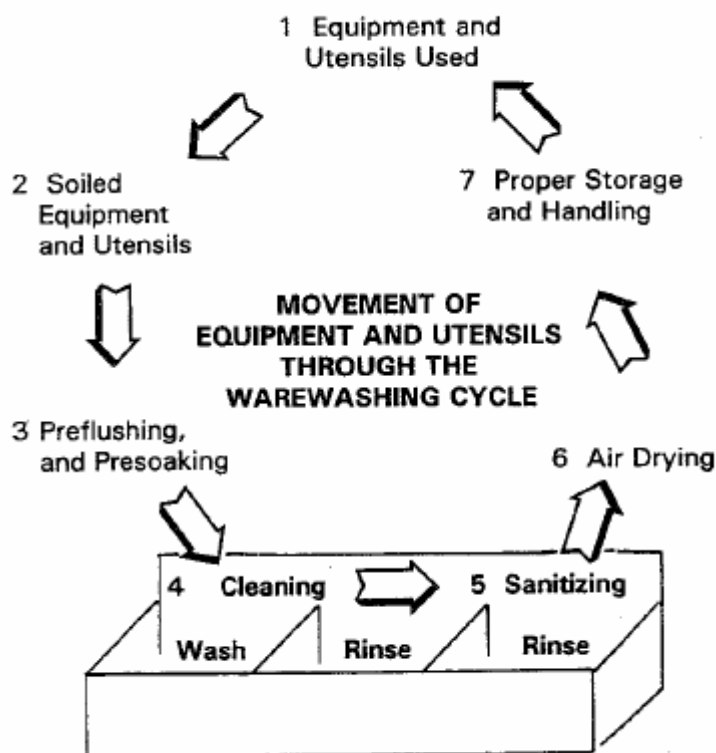 1 Equipment and
Utensils Used
2 Soiled
Equipment
and Utensils
7 Proper Storage
and Handling
MOVEMENT OF
EQUIPMENT AND UTENSILS
THROUGH THE
WAREWASHING CYCLE
3 Preflushing,
and Presoaking
6 Air Drying
4 Cleaning
5 Sanitizing
Wash
Rinse
Rinse